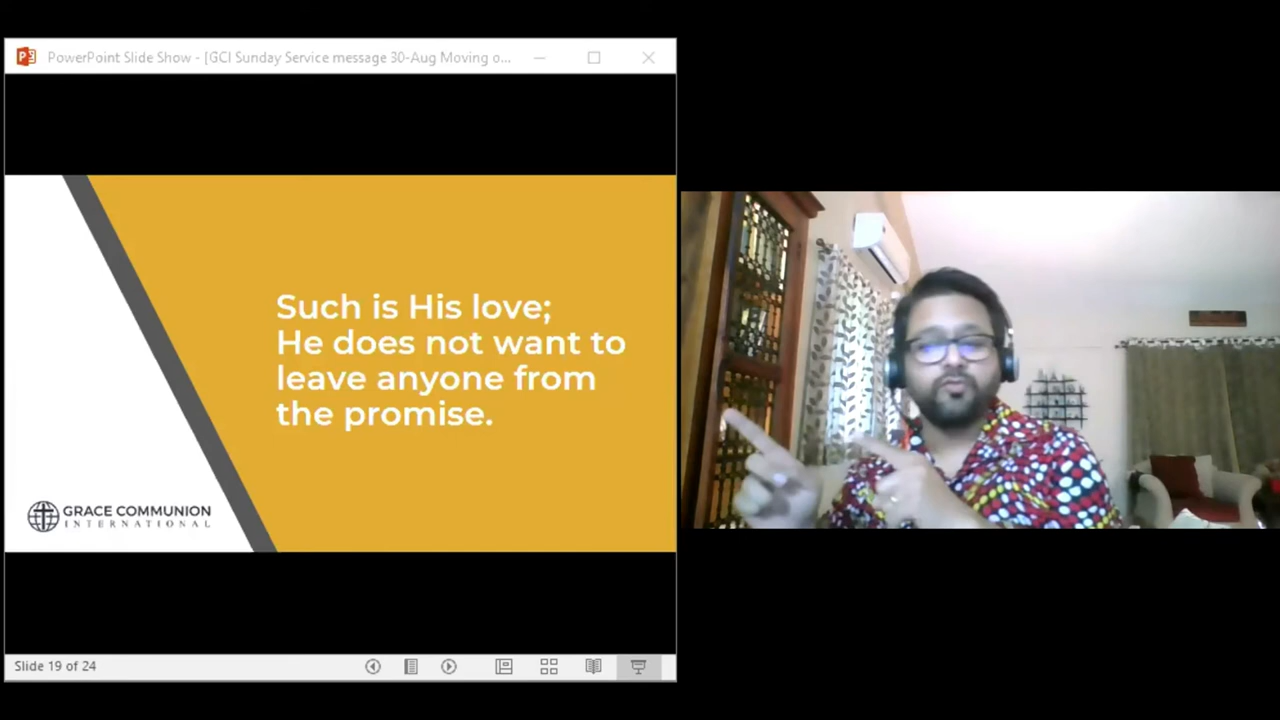 PowerPoint Slide Show - [GCI Sunday Service message 30-Aug Moving o...
Such is His love;
He does not want to
leave anyone from
the promise.
GRACE COMMUNION
INTERNATIONAL
Slide 19 of 24